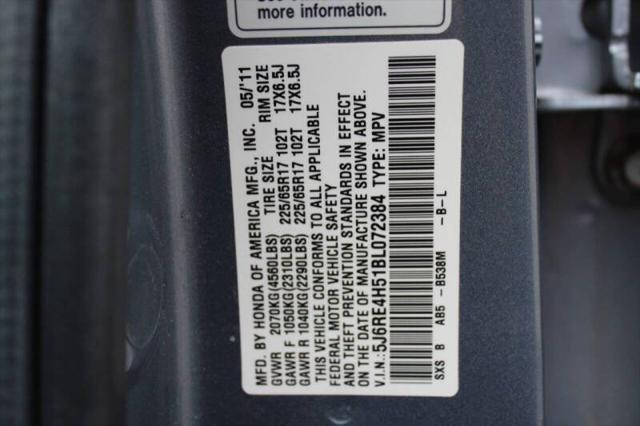 more information.
MFD. BY HONDA OF AMERICA MFG., INC. 05/'11
GVWR 2070KG(4560LBS) TIRE SIZE RIM SIZE
GAWR F 1050KG(2310LBS) 225/65R17 102T 17X6.5J
GAWR R 1040KG(2290LBS) 225/65R17 102T 17X6.5J
THIS VEHICLE CONFORMS TO ALL APPLICABLE
FEDERAL MOTOR VEHICLE SAFETY
AND THEFT PREVENTION STANDARDS IN EFFECT
ON THE DATE OF MANUFACTURE SHOWN ABOVE.
V.I.N.:5J6RE4H51BL072384 TYPE: MPV
SXS B AB5 -B538M -B-L